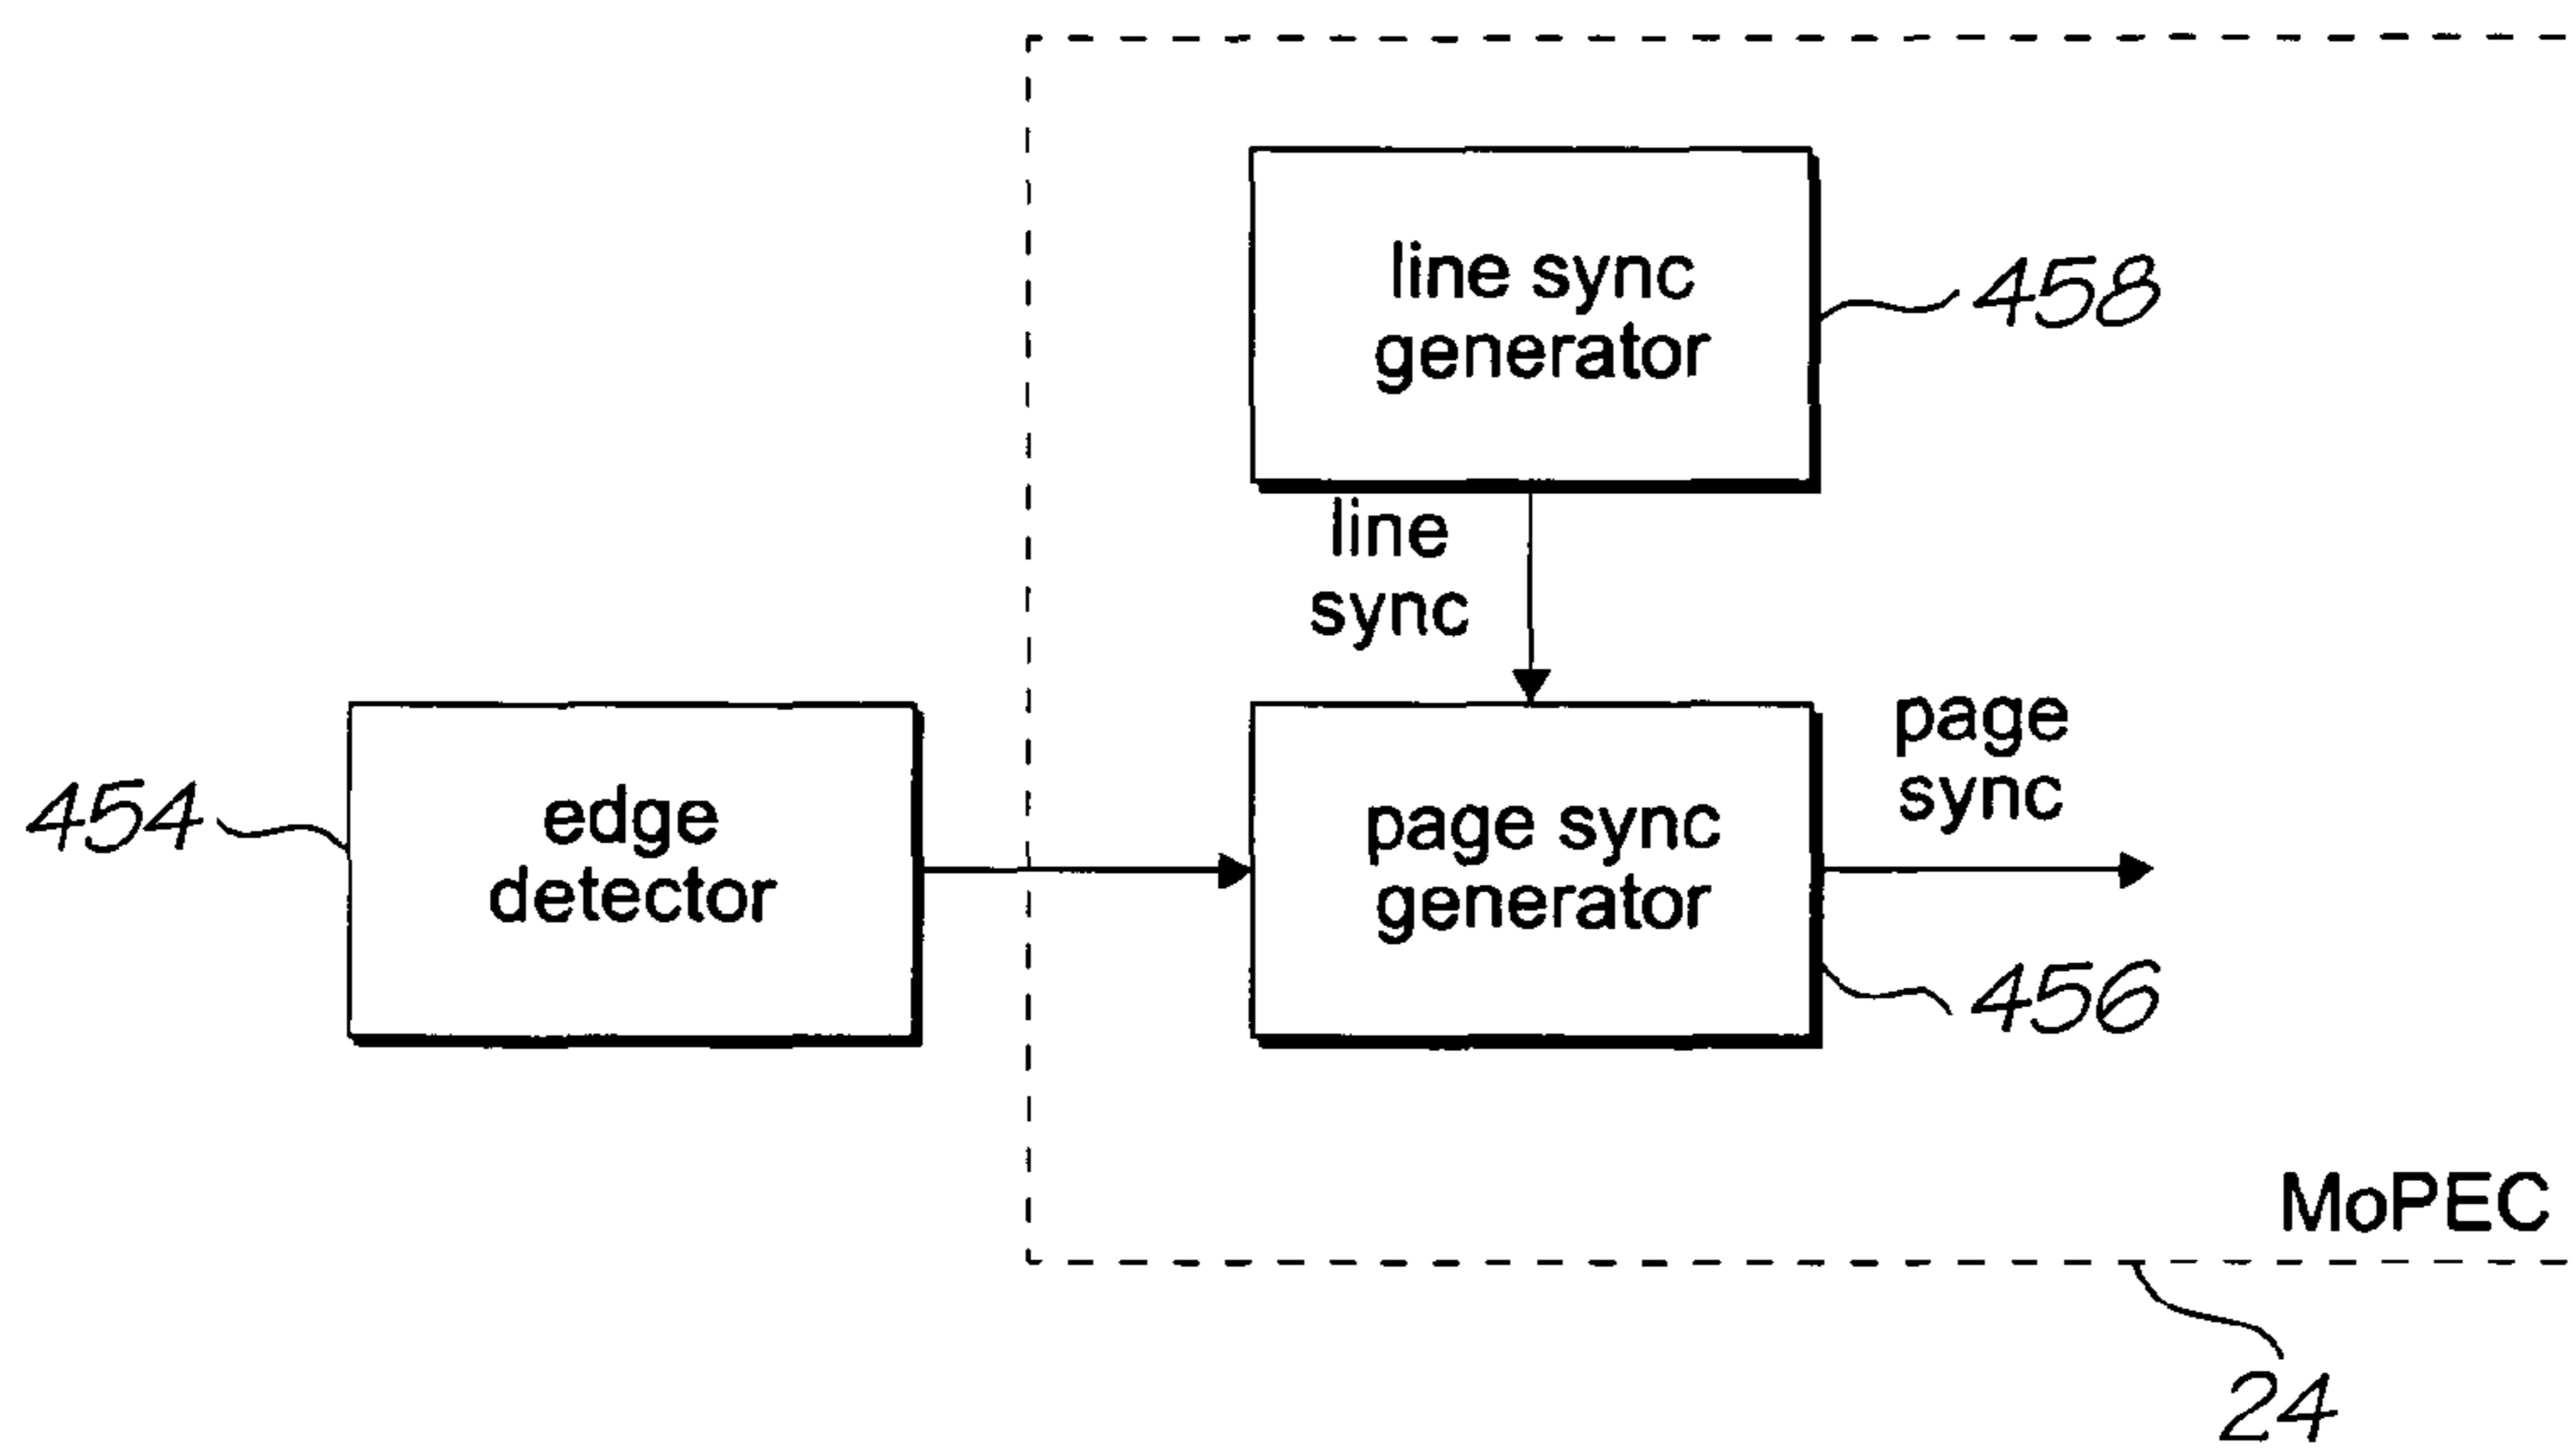 line sync
generator
458
line
sync
454
edge
detector
page sync
generator
page
sync
456
MoPEC
24